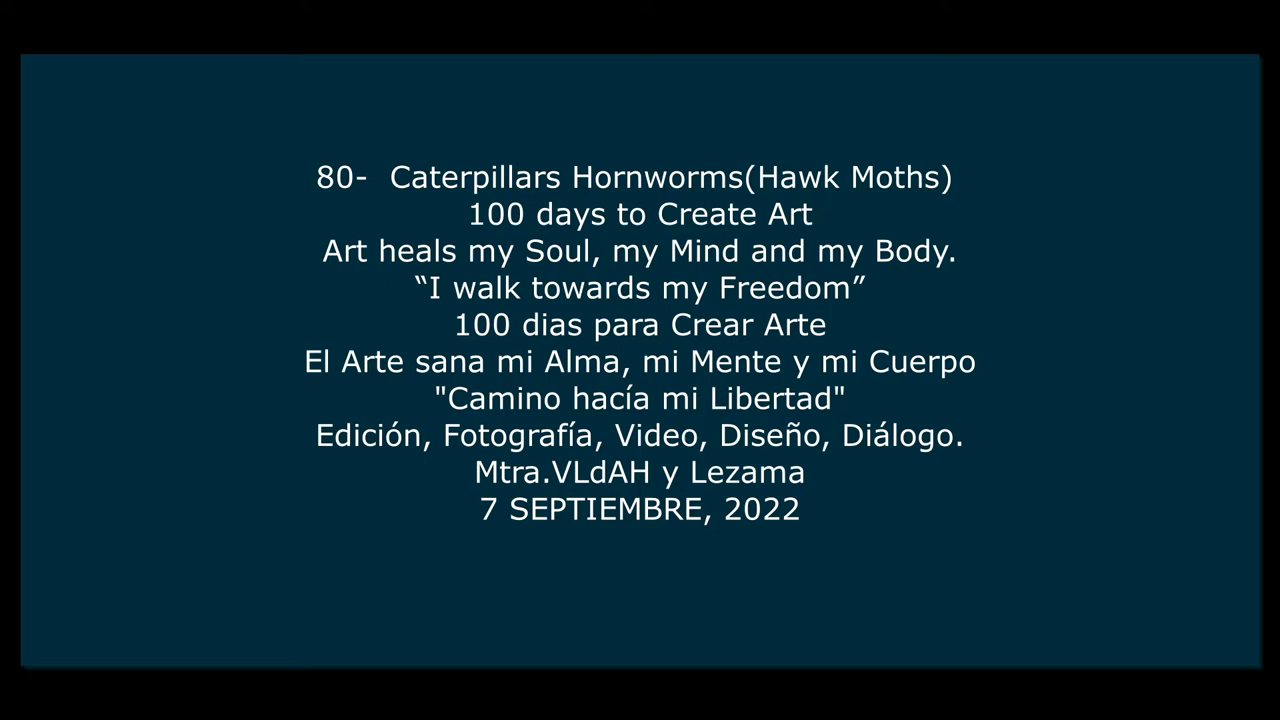 80-  Caterpillars Hornworms(Hawk Moths)
100 days to Create Art
Art heals my Soul, my Mind and my Body.
“I walk towards my Freedom”
100 dias para Crear Arte
El Arte sana mi Alma, mi Mente y mi Cuerpo
"Camino hacía mi Libertad"
Edición, Fotografía, Video, Diseño, Diálogo.
Mtra.VLdAH y Lezama
7 SEPTIEMBRE, 2022